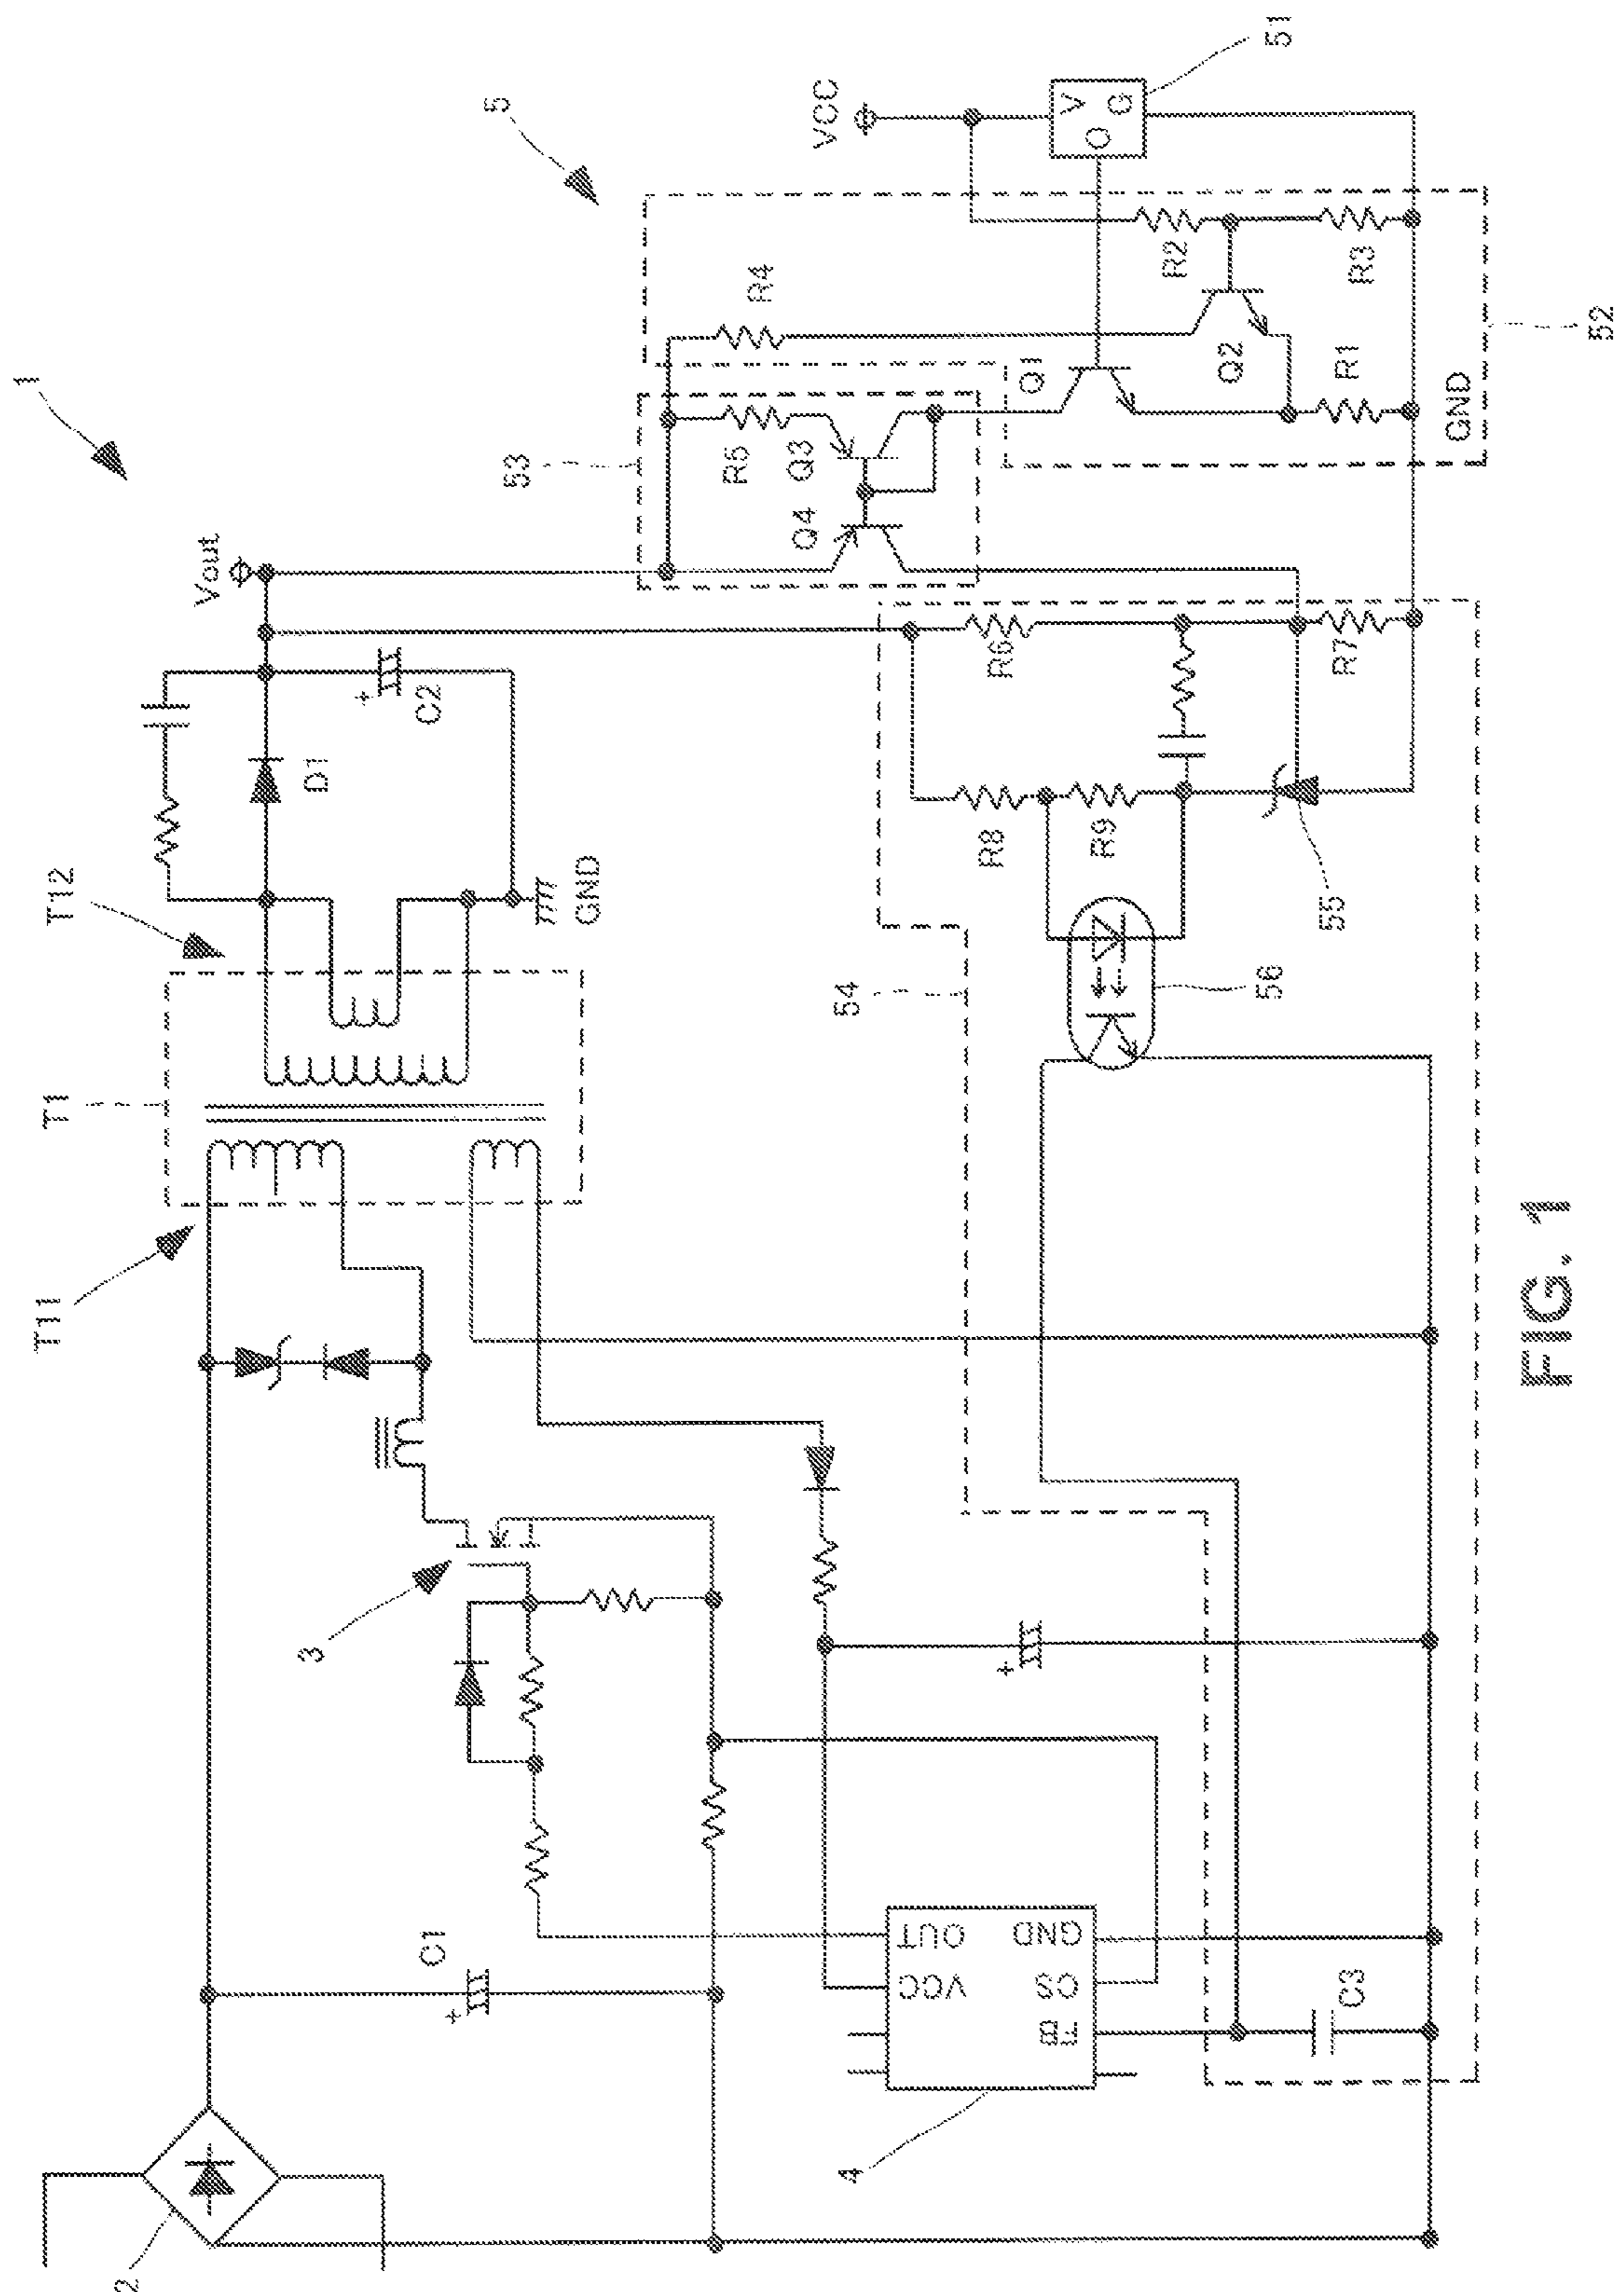 1
5
VCC
51
V
O
G
Vout
53
R5
Q3
Q4
R4
R2
R3
Q1
Q2
R1
GND
52
T12
T1
T11
D1
C2
GND
54
R6
R7
R8
R9
55
56
3
C1
2
4
OUT
VCC
GND
CS
FB
C3
FIG. 1